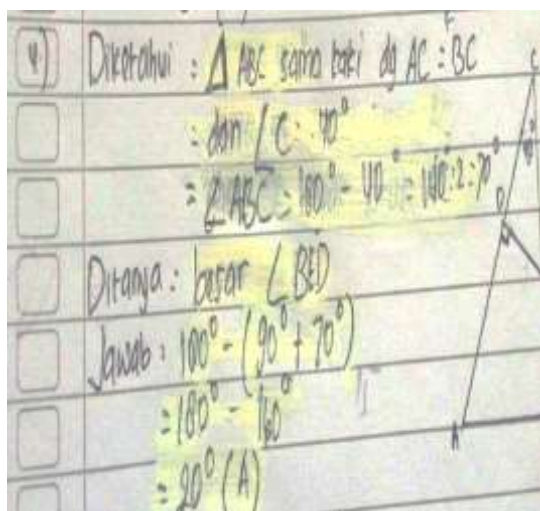 4) Diketahui : Δ ABC sama kaki dg AC = BC
: dan ∠C = 40°
= ∠ABC = 180° - 40° = 140° : 2 = 70°
Ditanya : besar ∠BED
Jawab : 180° - (90° + 70°)
= 180° - 160°
= 20° (A)
C
40°
D
A